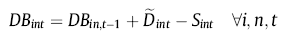 $DB_{int} = DB_{in,t-1} + \widetilde{D}_{int} - S_{int} \quad \forall i, n, t$